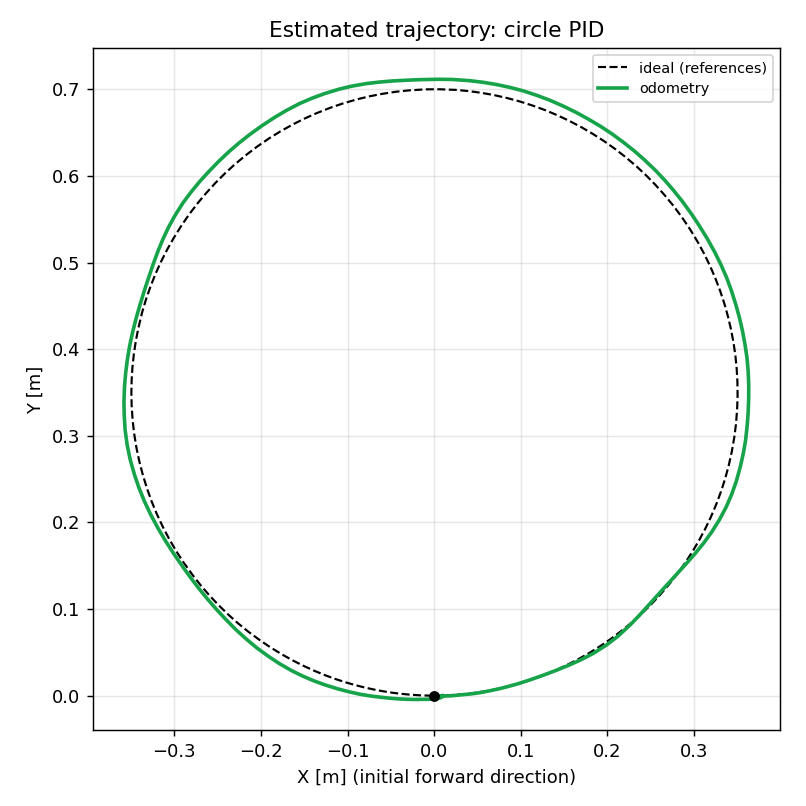 Estimated trajectory: circle PID
ideal (references)
odometry
0.7
0.6
0.5
0.4
0.3
0.2
0.1
0.0
Y [m]
−0.3 −0.2 −0.1 0.0 0.1 0.2 0.3
X [m] (initial forward direction)